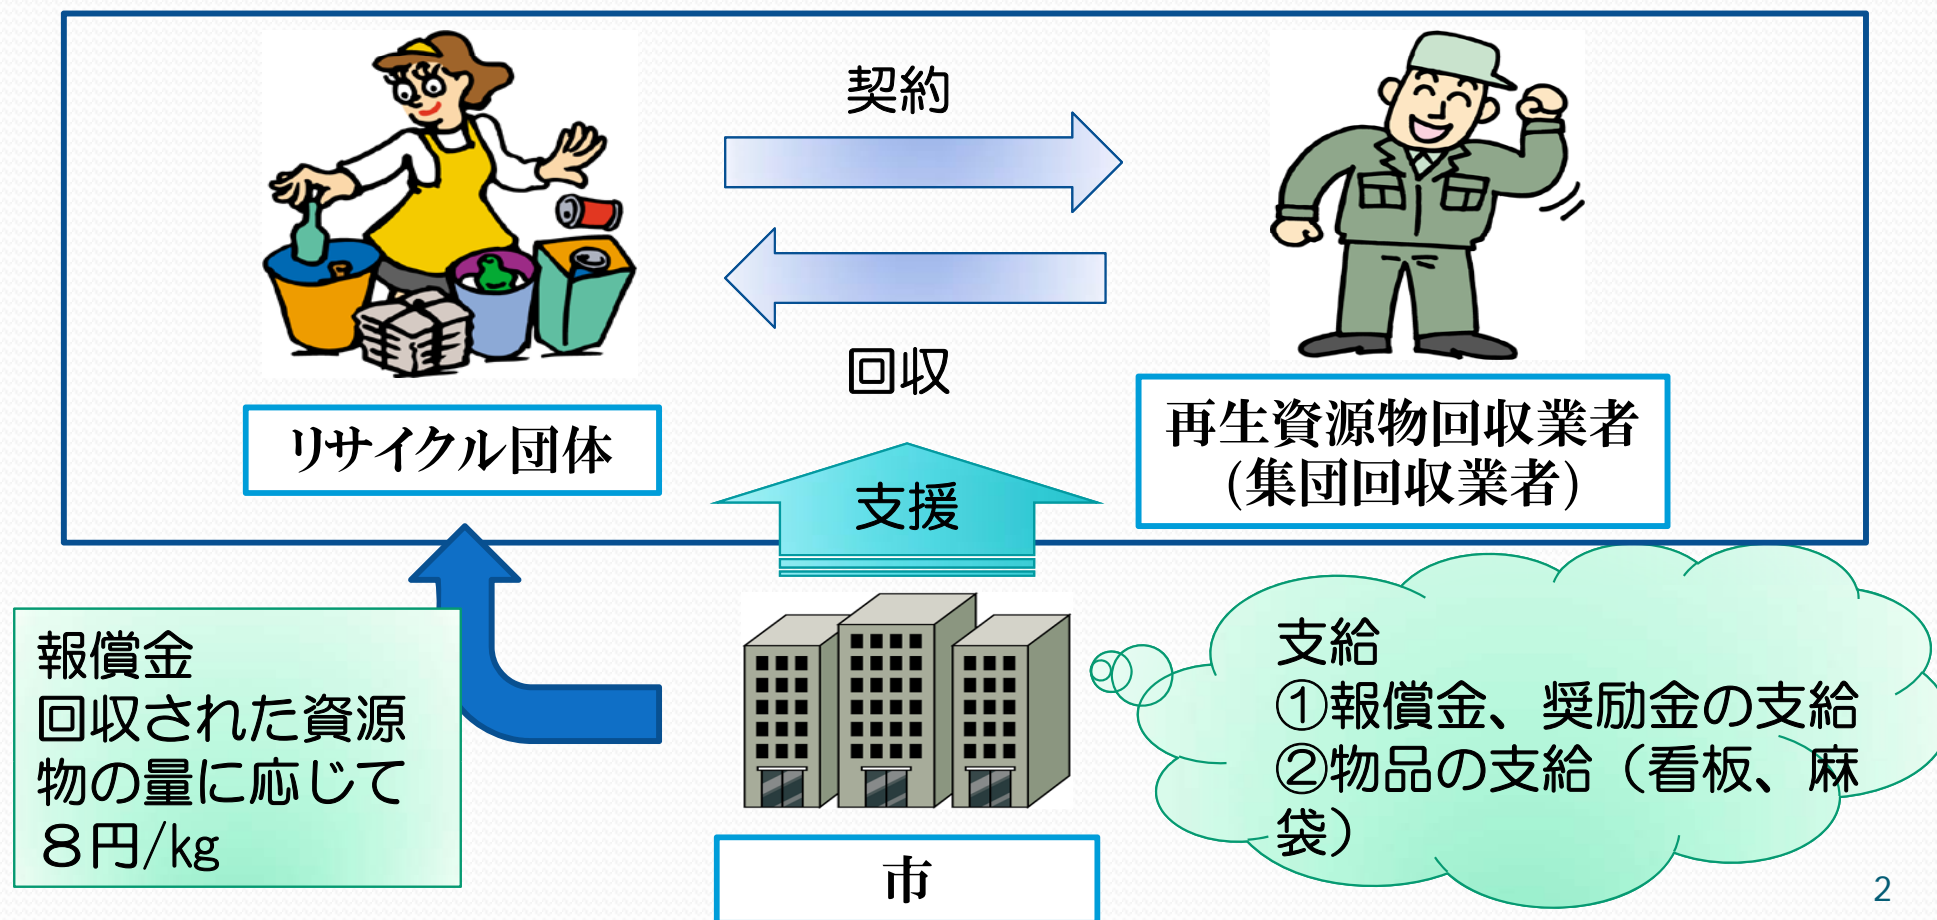 契約
回収
リサイクル団体
再生資源物回収業者
(集団回収業者)
支援
報償金
回収された資源
物の量に応じて
８円/kg
支給
①報償金、奨励金の支給
②物品の支給（看板、麻
袋）
市
2